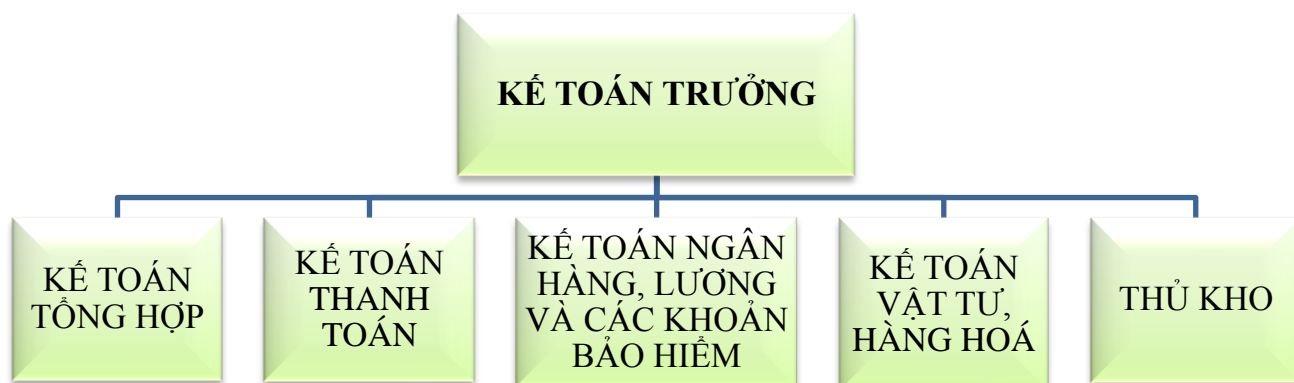 KẾ TOÁN TRƯỞNG
KẾ TOÁN
TỔNG HỢP
KẾ TOÁN
THANH
TOÁN
KẾ TOÁN NGÂN
HÀNG, LƯƠNG
VÀ CÁC KHOẢN
BẢO HIỂM
KẾ TOÁN
VẬT TƯ,
HÀNG HOÁ
THỦ KHO